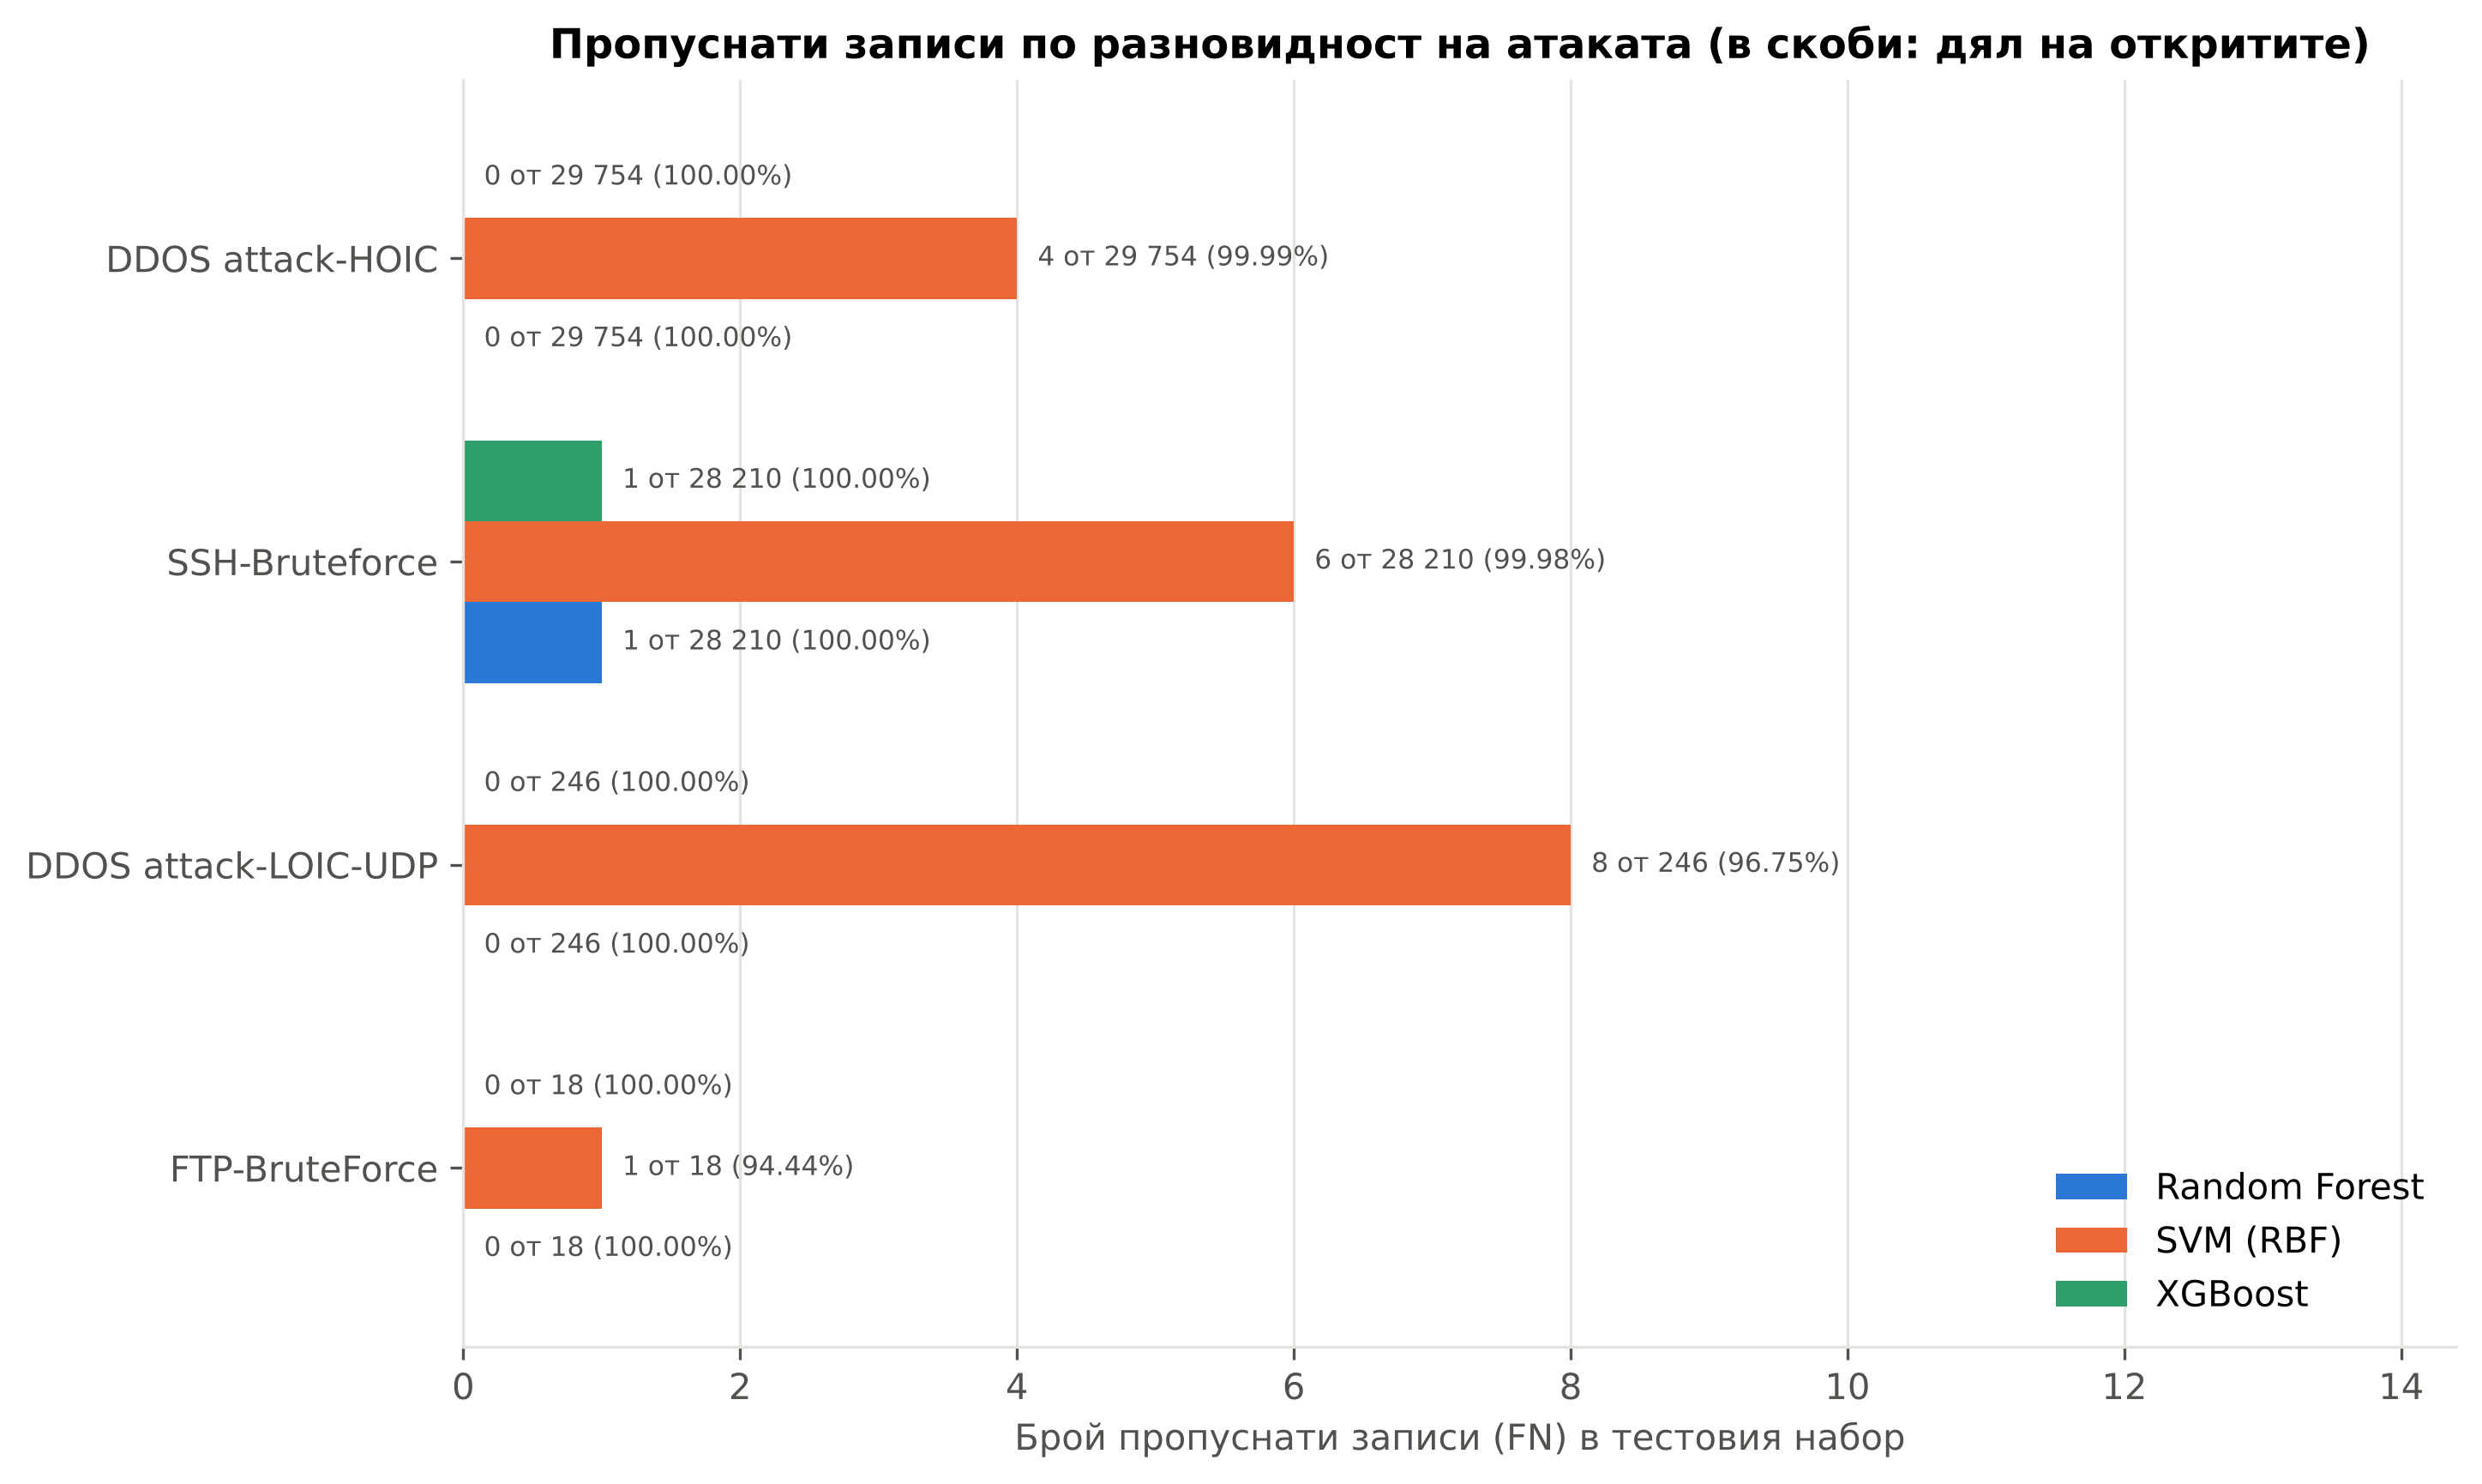 Пропуснати записи по разновидност на атаката (в скоби: дял на откритите)
0 от 29 754 (100.00%)
DDOS attack-HOIC
4 от 29 754 (99.99%)
0 от 29 754 (100.00%)
1 от 28 210 (100.00%)
SSH-Bruteforce
6 от 28 210 (99.98%)
1 от 28 210 (100.00%)
0 от 246 (100.00%)
DDOS attack-LOIC-UDP
8 от 246 (96.75%)
0 от 246 (100.00%)
0 от 18 (100.00%)
FTP-BruteForce
1 от 18 (94.44%)
0 от 18 (100.00%)
Random Forest
SVM (RBF)
XGBoost
0 2 4 6 8 10 12 14
Брой пропуснати записи (FN) в тестовия набор